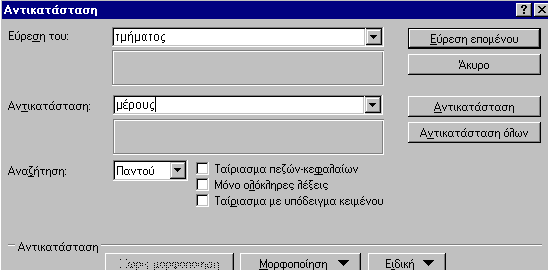 Αντικατάσταση
Εύρεση του: τμήματος Εύρεση επομένου
Άκυρο
Αντικατάσταση: μέρους Αντικατάσταση
Αντικατάσταση όλων
Αναζήτηση: Παντού Ταίριασμα πεζών-κεφαλαίων
Μόνο ολόκληρες λέξεις
Ταίριασμα με υπόδειγμα κειμένου
Αντικατάσταση
Χωρίς μορφοποίηση Μορφοποίηση Ειδική